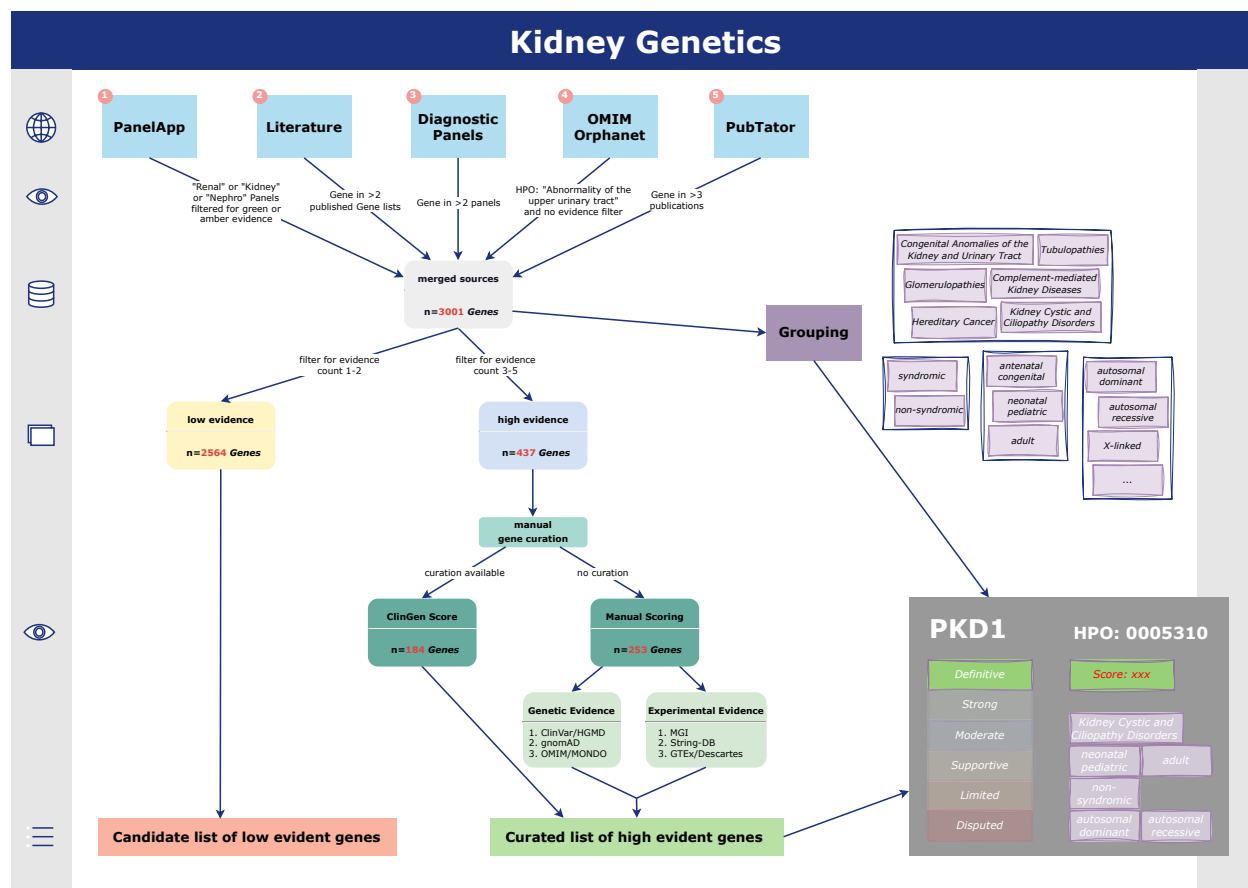 Kidney Genetics
1
PanelApp
2
Literature
3
Diagnostic
Panels
4
OMIM
Orphanet
5
PubTator
"Renal" or "Kidney"
or "Nephro" Panels
filtered for green or
amber evidence
Gene in >2
published Gene lists
Gene in >2 panels
HPO: "Abnormality of the
upper urinary tract"
and no evidence filter
Gene in >3
publications
merged sources
n=3001 Genes
Grouping
Congenital Anomalies of the
Kidney and Urinary Tract
Tubulopathies
Glomerulopathies
Complement-mediated
Kidney Diseases
Hereditary Cancer
Kidney Cystic and
Ciliopathy Disorders
syndromic
non-syndromic
antenatal
congenital
neonatal
pediatric
adult
autosomal
dominant
autosomal
recessive
X-linked
...
filter for evidence
count 1-2
filter for evidence
count 3-5
low evidence
n=2564 Genes
high evidence
n=437 Genes
manual
gene curation
curation available
no curation
ClinGen Score
n=184 Genes
Manual Scoring
n=253 Genes
Genetic Evidence
1. ClinVar/HGMD
2. gnomAD
3. OMIM/MONDO
Experimental Evidence
1. MGI
2. String-DB
3. GTEx/Descartes
Candidate list of low evident genes
Curated list of high evident genes
PKD1
HPO: 0005310
Definitive
Strong
Moderate
Supportive
Limited
Disputed
Score: xxx
Kidney Cystic and
Ciliopathy Disorders
neonatal
pediatric
adult
non-
syndromic
autosomal
dominant
autosomal
recessive